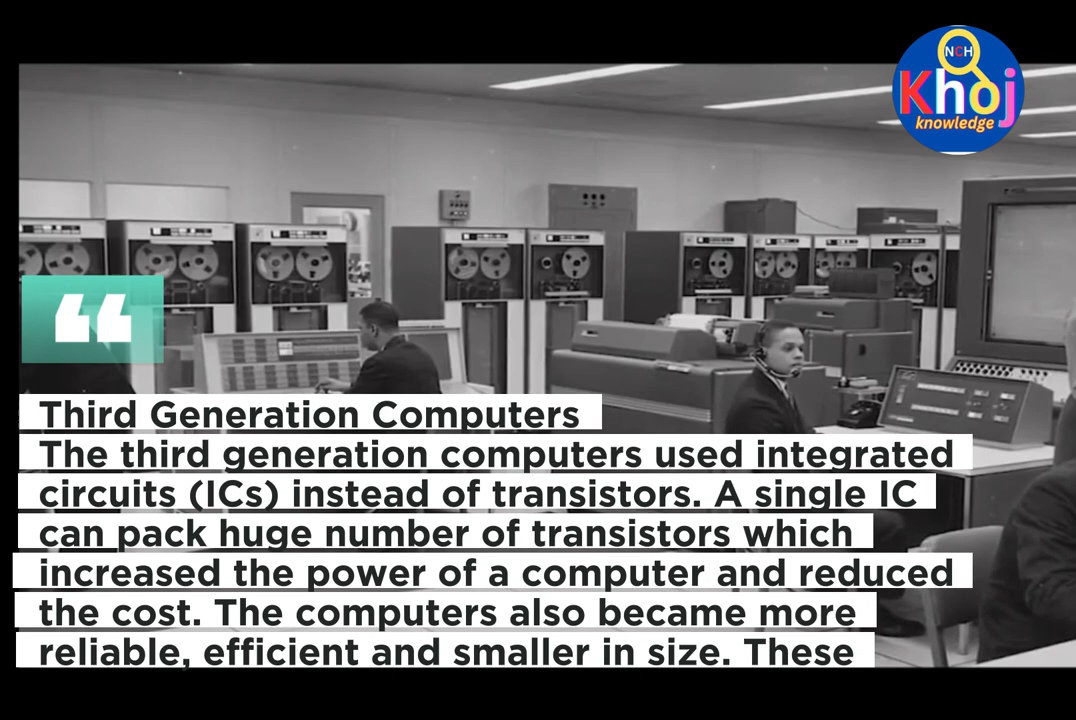 NCH
Khoj
knowledge
Third Generation Computers
The third generation computers used integrated
circuits (ICs) instead of transistors. A single IC
can pack huge number of transistors which
increased the power of a computer and reduced
the cost. The computers also became more
reliable, efficient and smaller in size. These